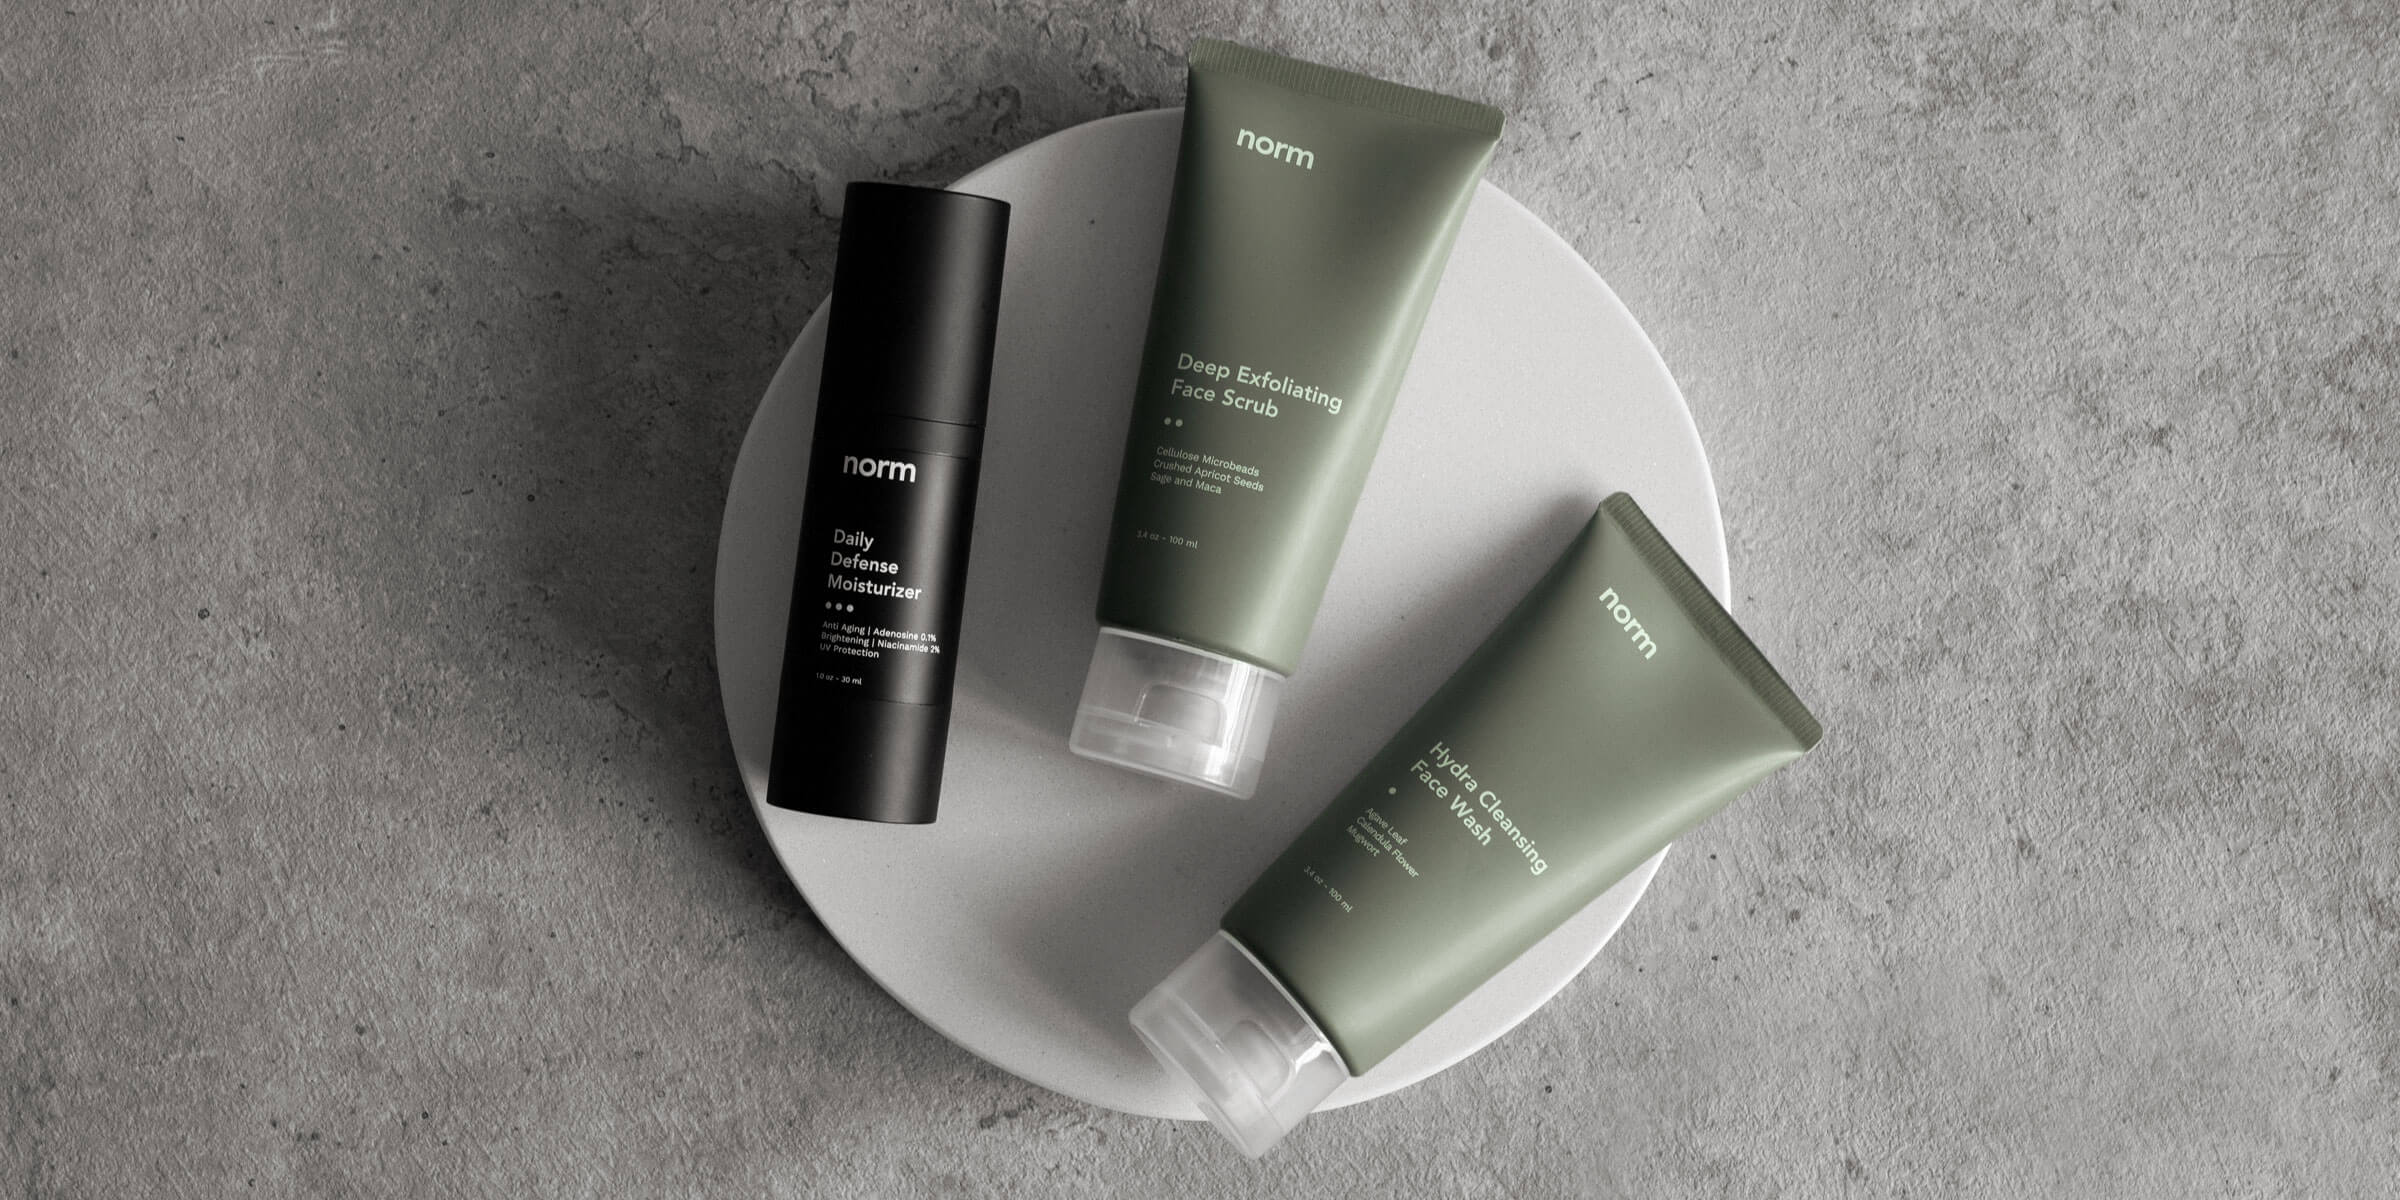 norm
Daily
Defense
Moisturizer
Anti Aging | Adenosine 0.1%
Brightening | Niacinamide 2%
UV Protection
1.0 oz - 30 ml
norm
Deep Exfoliating
Face Scrub
Cellulose Microbeads
Crushed Apricot Seeds
Sage and Maca
3.4 oz - 100 ml
norm
Hydra Cleansing
Face Wash
Agave Leaf
Calendula Flower
Mugwort
3.4 oz - 100 ml